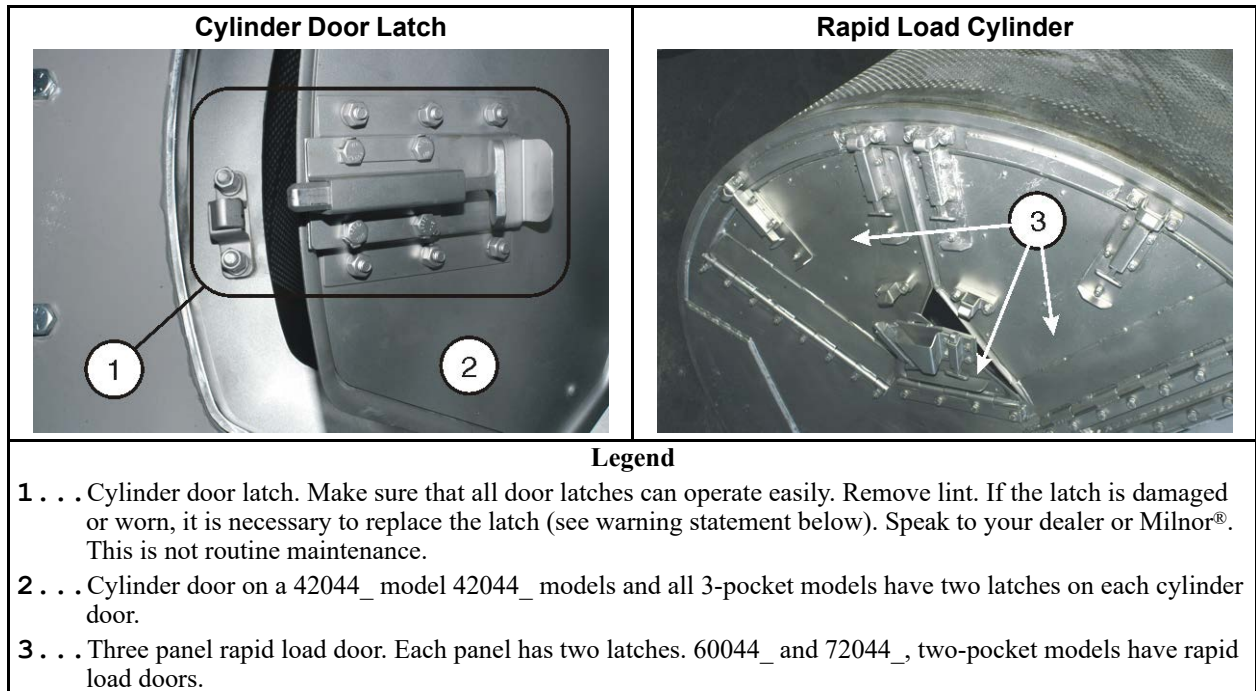 Cylinder Door Latch
Rapid Load Cylinder
1
2
3
Legend
1...Cylinder door latch. Make sure that all door latches can operate easily. Remove lint. If the latch is damaged
or worn, it is necessary to replace the latch (see warning statement below). Speak to your dealer or Milnor®.
This is not routine maintenance.
2...Cylinder door on a 42044_ model 42044_ models and all 3-pocket models have two latches on each cylinder
door.
3...Three panel rapid load door. Each panel has two latches. 60044_ and 72044_, two-pocket models have rapid
load doors.